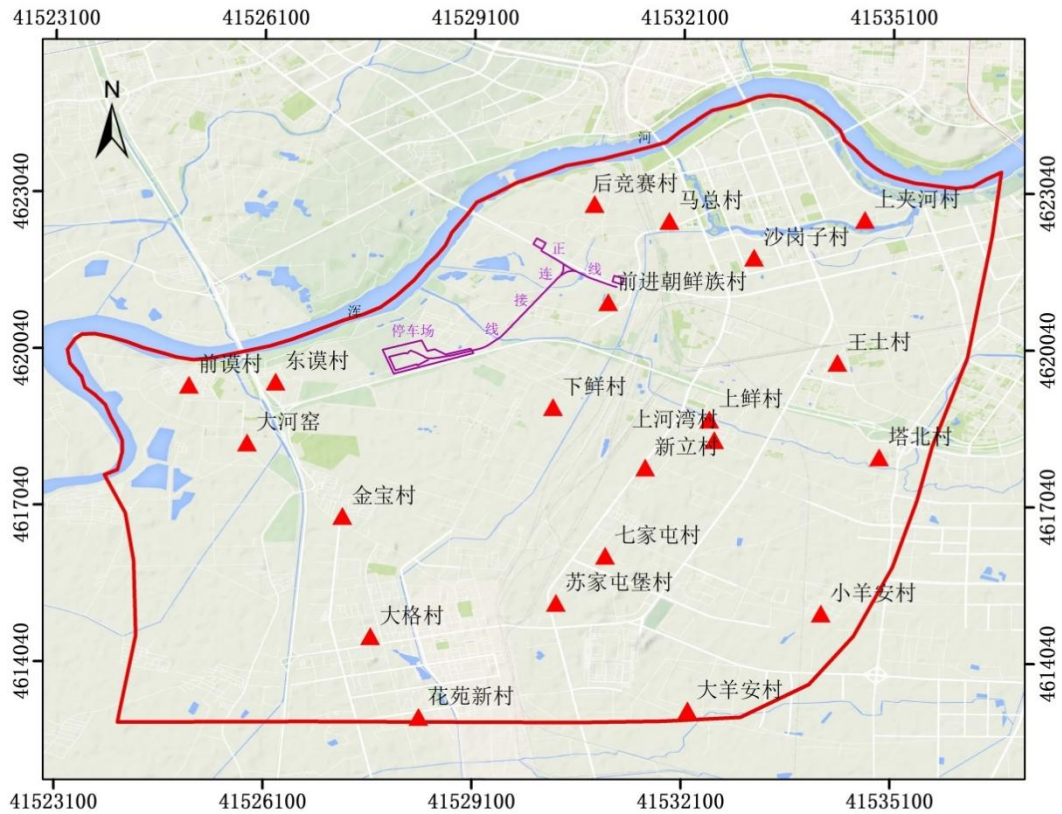 41523100 41526100 41529100 41532100 41535100
N
河
4623040
4623040
后竞赛村
马总村
上夹河村
沙岗子村
正
线
连
接
线
前进朝鲜族村
浑
停车场
4620040
4620040
前谟村
东谟村
王士村
下鲜村
上鲜村
上河湾村
大河窑
新立村
塔北村
金宝村
4617040
4617040
七家屯村
苏家屯堡村
小羊安村
大格村
4614040
4614040
花苑新村
大羊安村
41523100 41526100 41529100 41532100 41535100